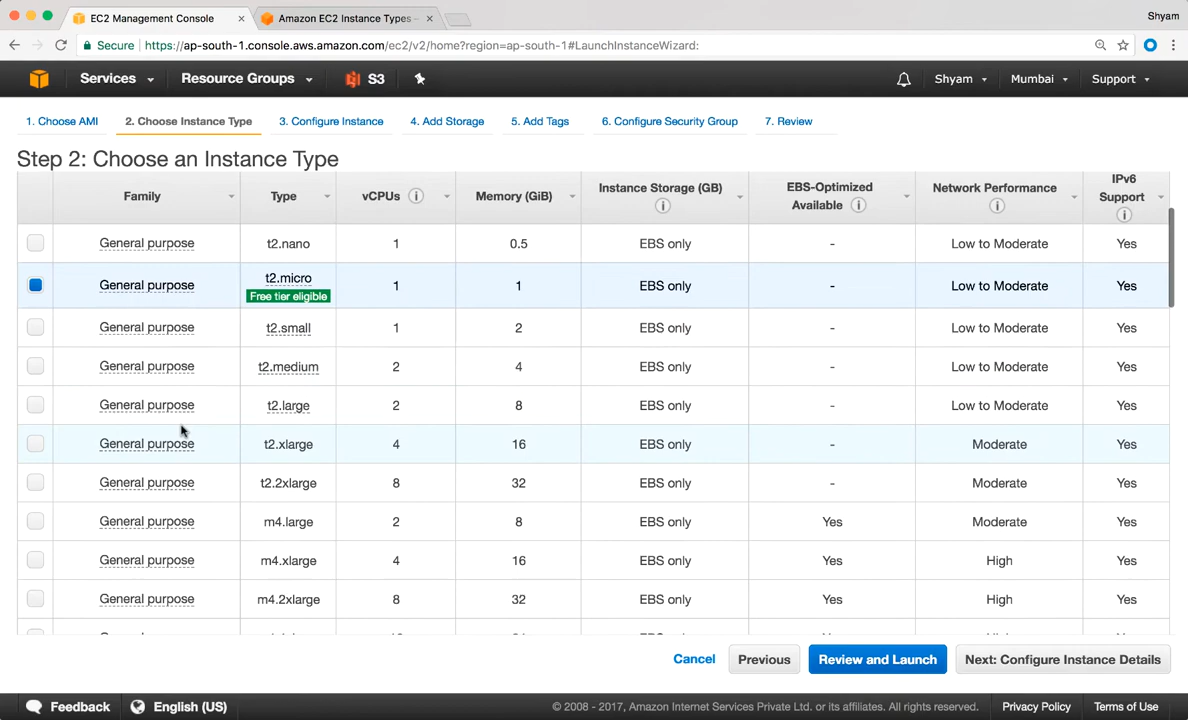 EC2 Management Console
Amazon EC2 Instance Types –
Shyam
Secure
https://ap-south-1.console.aws.amazon.com/ec2/v2/home?region=ap-south-1#LaunchInstanceWizard:
Services
Resource Groups
S3
Shyam
Mumbai
Support
1. Choose AMI
2. Choose Instance Type
3. Configure Instance
4. Add Storage
5. Add Tags
6. Configure Security Group
7. Review
Step 2: Choose an Instance Type
Family
Type
vCPUs
Memory (GiB)
Instance Storage (GB)
EBS-Optimized
Available
Network Performance
IPv6
Support
General purpose t2.nano 1 0.5 EBS only - Low to Moderate Yes
General purpose t2.micro 1 1 EBS only - Low to Moderate Yes
Free tier eligible
General purpose t2.small 1 2 EBS only - Low to Moderate Yes
General purpose t2.medium 2 4 EBS only - Low to Moderate Yes
General purpose t2.large 2 8 EBS only - Low to Moderate Yes
General purpose t2.xlarge 4 16 EBS only - Moderate Yes
General purpose t2.2xlarge 8 32 EBS only - Moderate Yes
General purpose m4.large 2 8 EBS only Yes Moderate Yes
General purpose m4.xlarge 4 16 EBS only Yes High Yes
General purpose m4.2xlarge 8 32 EBS only Yes High Yes
Cancel
Previous
Review and Launch
Next: Configure Instance Details
Feedback
English (US)
© 2008 - 2017, Amazon Internet Services Private Ltd. or its affiliates. All rights reserved.
Privacy Policy
Terms of Use